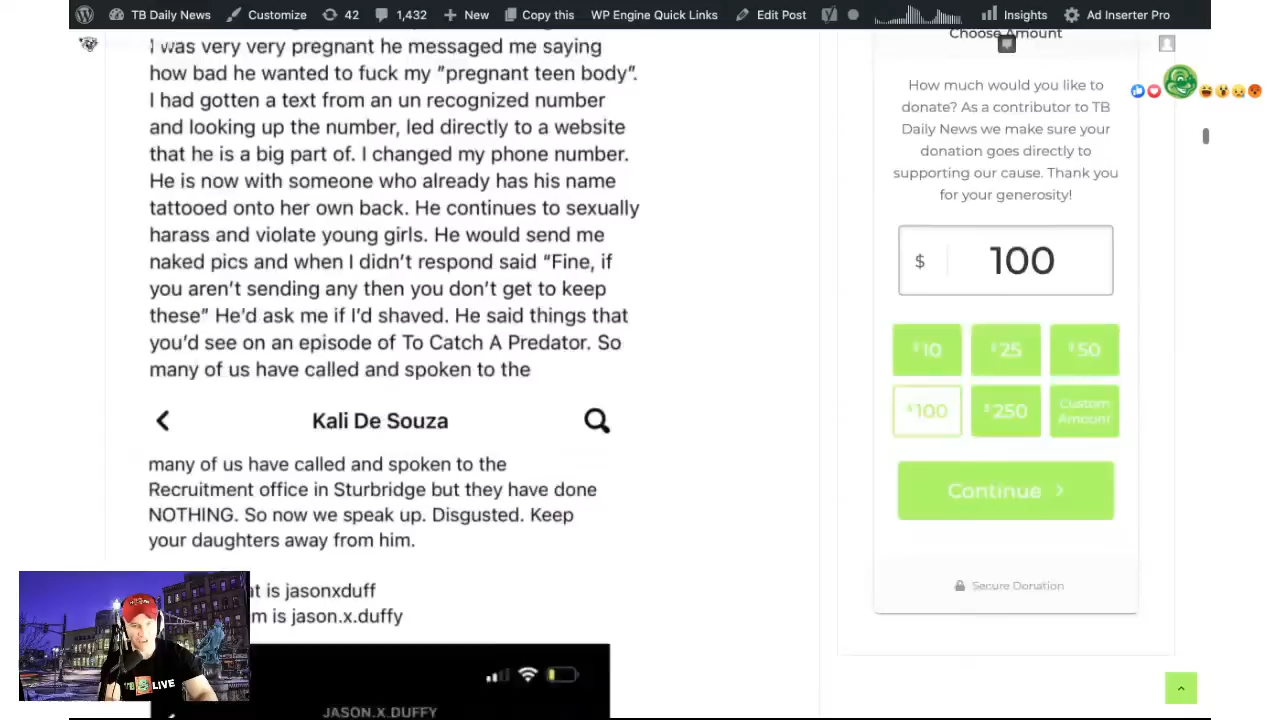 TB Daily News Customize 42 1,432 New Copy this WP Engine Quick Links Edit Post Insights Ad Inserter Pro
I was very very pregnant he messaged me saying
how bad he wanted to fuck my "pregnant teen body".
I had gotten a text from an un recognized number
and looking up the number, led directly to a website
that he is a big part of. I changed my phone number.
He is now with someone who already has his name
tattooed onto her own back. He continues to sexually
harass and violate young girls. He would send me
naked pics and when I didn't respond said "Fine, if
you aren't sending any then you don't get to keep
these" He'd ask me if I'd shaved. He said things that
you'd see on an episode of To Catch A Predator. So
many of us have called and spoken to the
Kali De Souza
many of us have called and spoken to the
Recruitment office in Sturbridge but they have done
NOTHING. So now we speak up. Disgusted. Keep
your daughters away from him.
at is jasonxduff
m is jason.x.duffy
JASON.X.DUFFY
LIVE
Choose Amount
How much would you like to
donate? As a contributor to TB
Daily News we make sure your
donation goes directly to
supporting our cause. Thank you
for your generosity!
$ 100
$10 $25 $50
$100 $250 Custom
Amount
Continue
Secure Donation